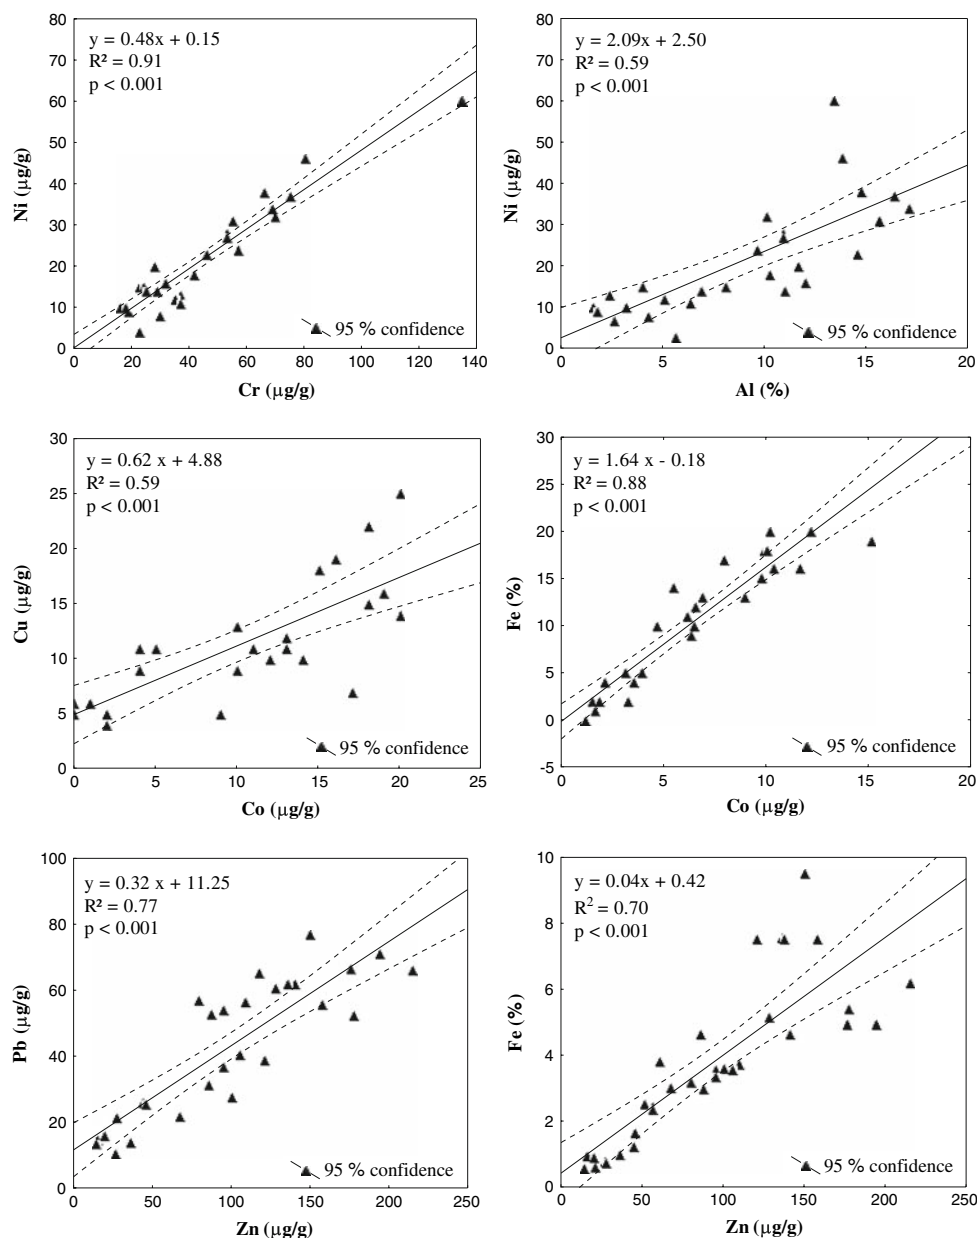 80
70
60
50
40
30
20
10
0
Ni (μg/g)
y = 0.48x + 0.15
R² = 0.91
p < 0.001
95 % confidence
0 20 40 60 80 100 120 140
Cr (μg/g)
80
70
60
50
40
30
20
10
0
Ni (μg/g)
y = 2.09x + 2.50
R² = 0.59
p < 0.001
95 % confidence
0 5 10 15 20
Al (%)
30
25
20
15
10
5
0
Cu (μg/g)
y = 0.62 x + 4.88
R² = 0.59
p < 0.001
95 % confidence
0 5 10 15 20 25
Co (μg/g)
30
25
20
15
10
5
0
-5
Fe (%)
y = 1.64 x - 0.18
R² = 0.88
p < 0.001
95 % confidence
0 5 10 15 20
Co (μg/g)
100
80
60
40
20
0
Pb (μg/g)
y = 0.32 x + 11.25
R² = 0.77
p < 0.001
95 % confidence
0 50 100 150 200 250
Zn (μg/g)
10
8
6
4
2
0
Fe (%)
y = 0.04x + 0.42
R² = 0.70
p < 0.001
95 % confidence
0 50 100 150 200 250
Zn (μg/g)